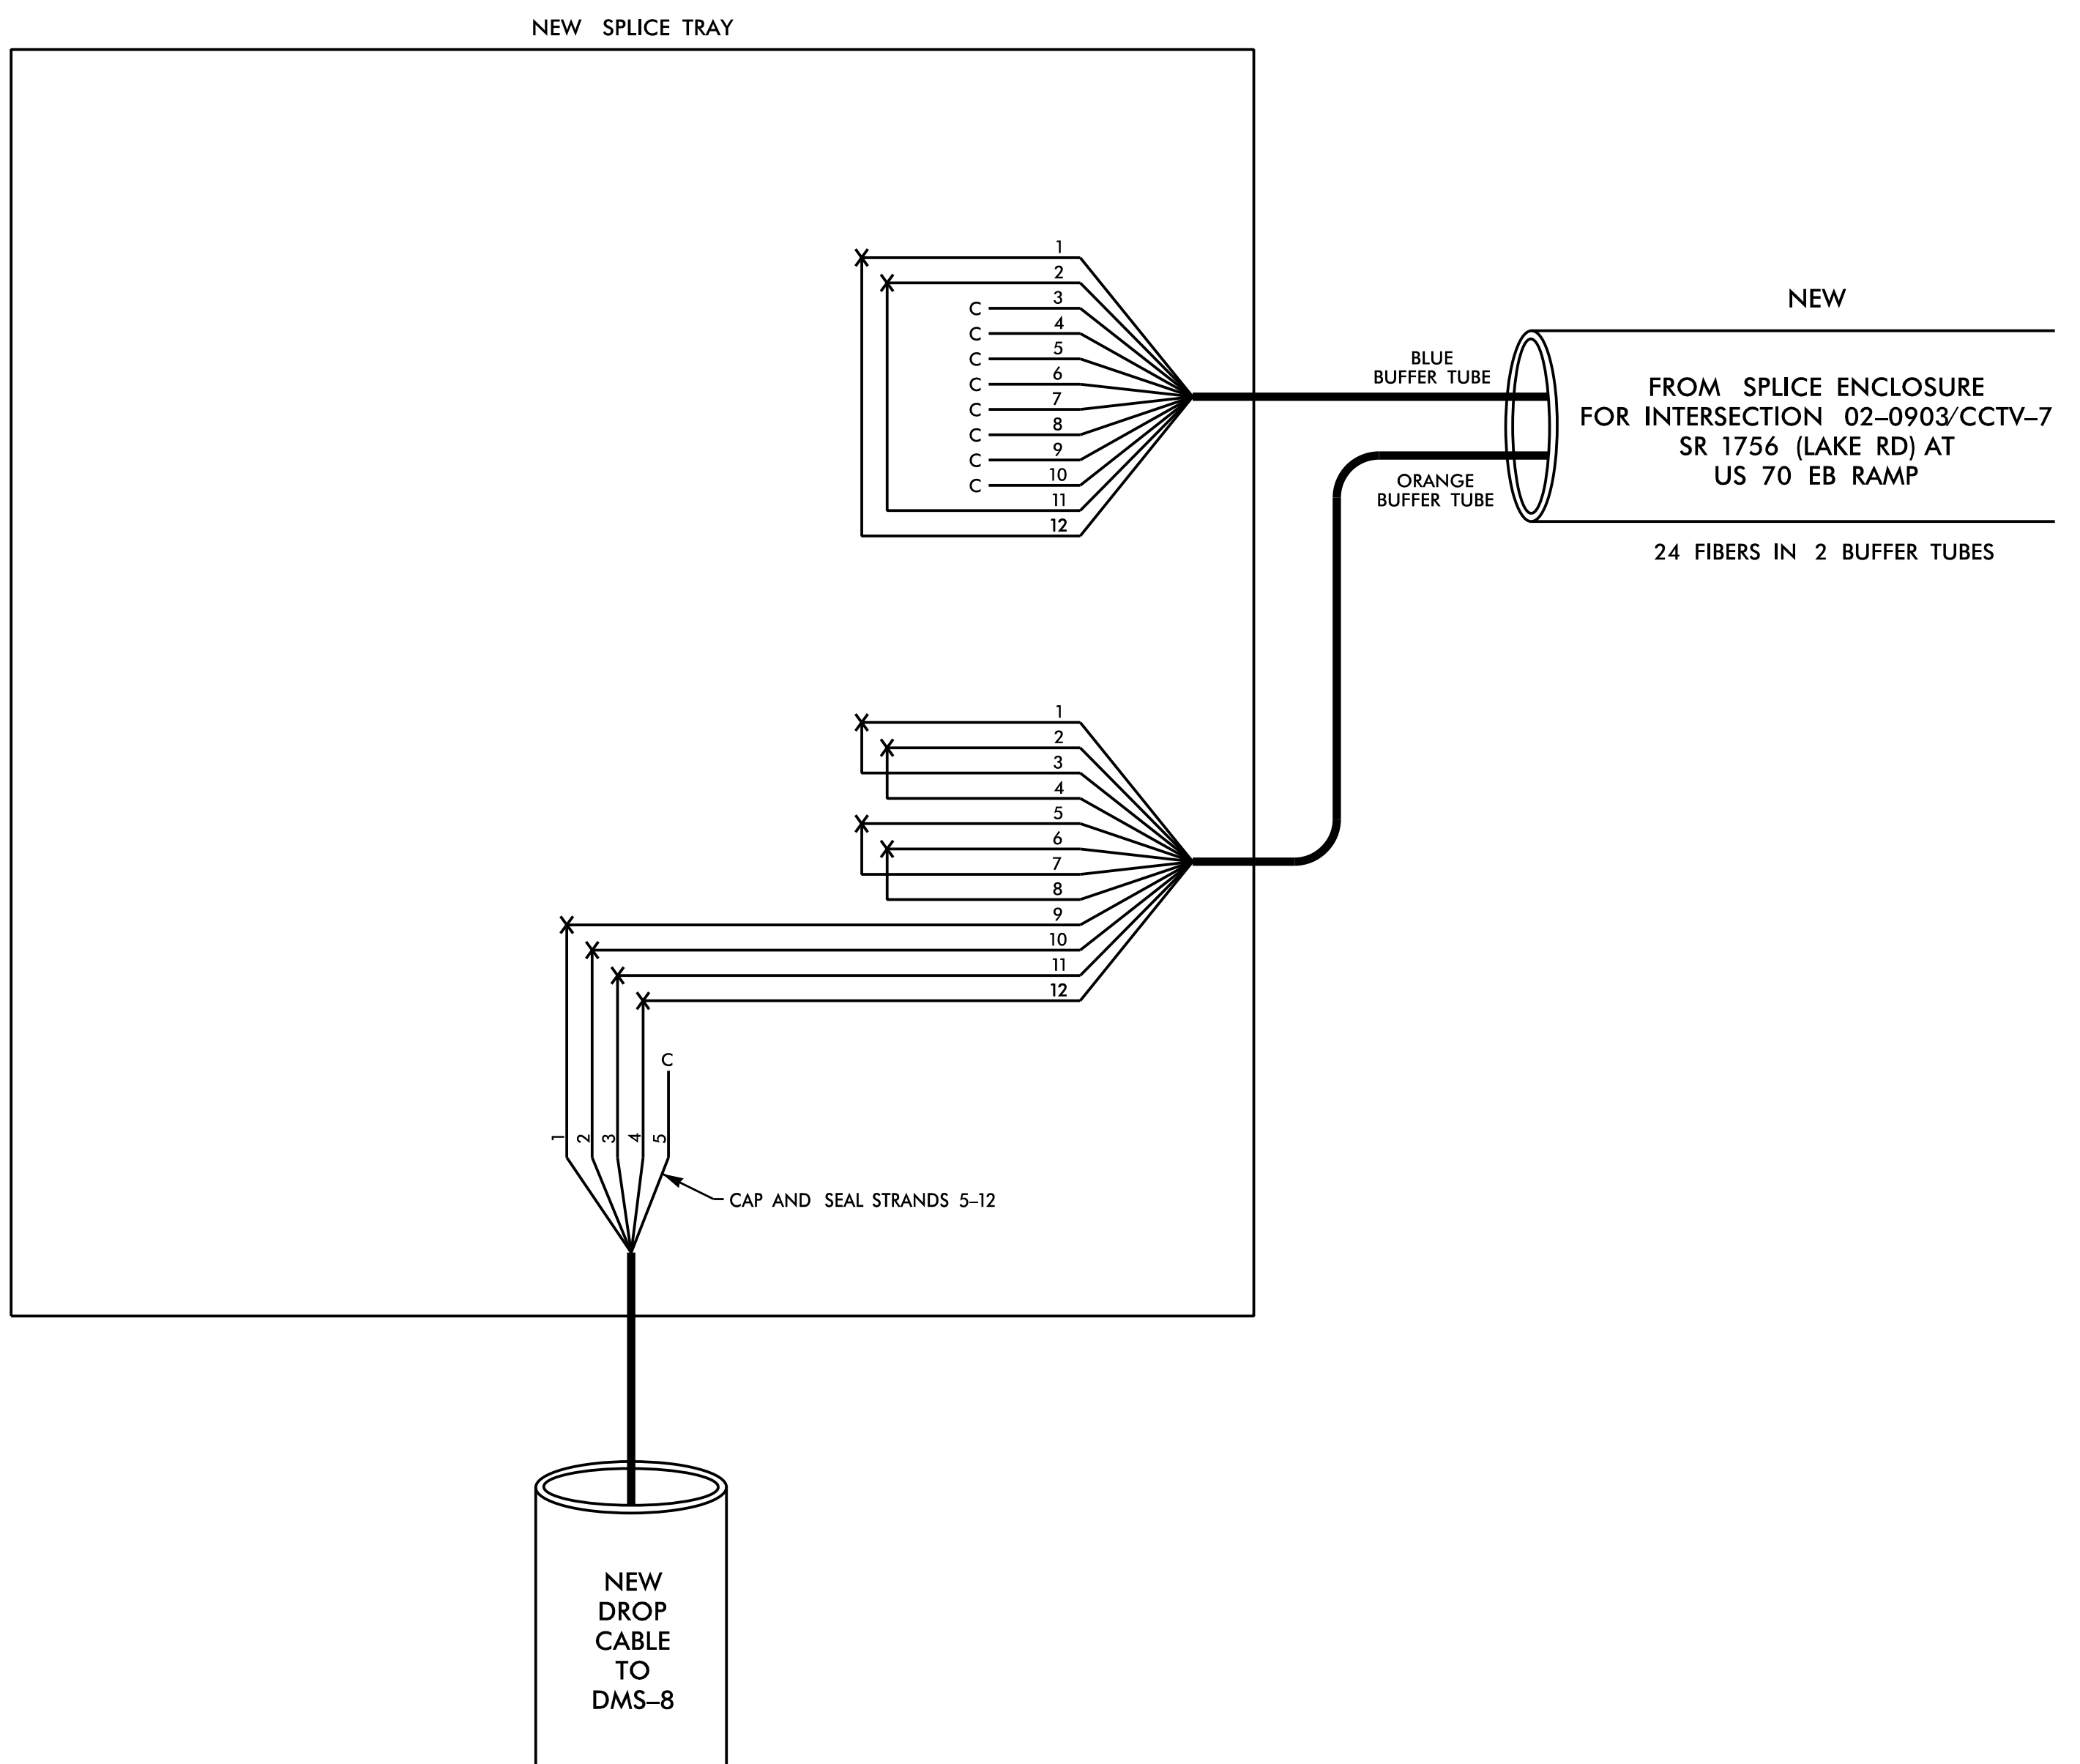 NEW SPLICE TRAY
1
2
C 3
C 4
C 5
C 6
C 7
C 8
C 9
C 10
11
12
BLUE
BUFFER TUBE
ORANGE
BUFFER TUBE
NEW
FROM SPLICE ENCLOSURE
FOR INTERSECTION 02-0903/CCTV-7
SR 1756 (LAKE RD) AT
US 70 EB RAMP
24 FIBERS IN 2 BUFFER TUBES
1
2
3
4
5
6
7
8
9
10
11
12
C
1 2 3 4 5
CAP AND SEAL STRANDS 5-12
NEW
DROP
CABLE
TO
DMS-8